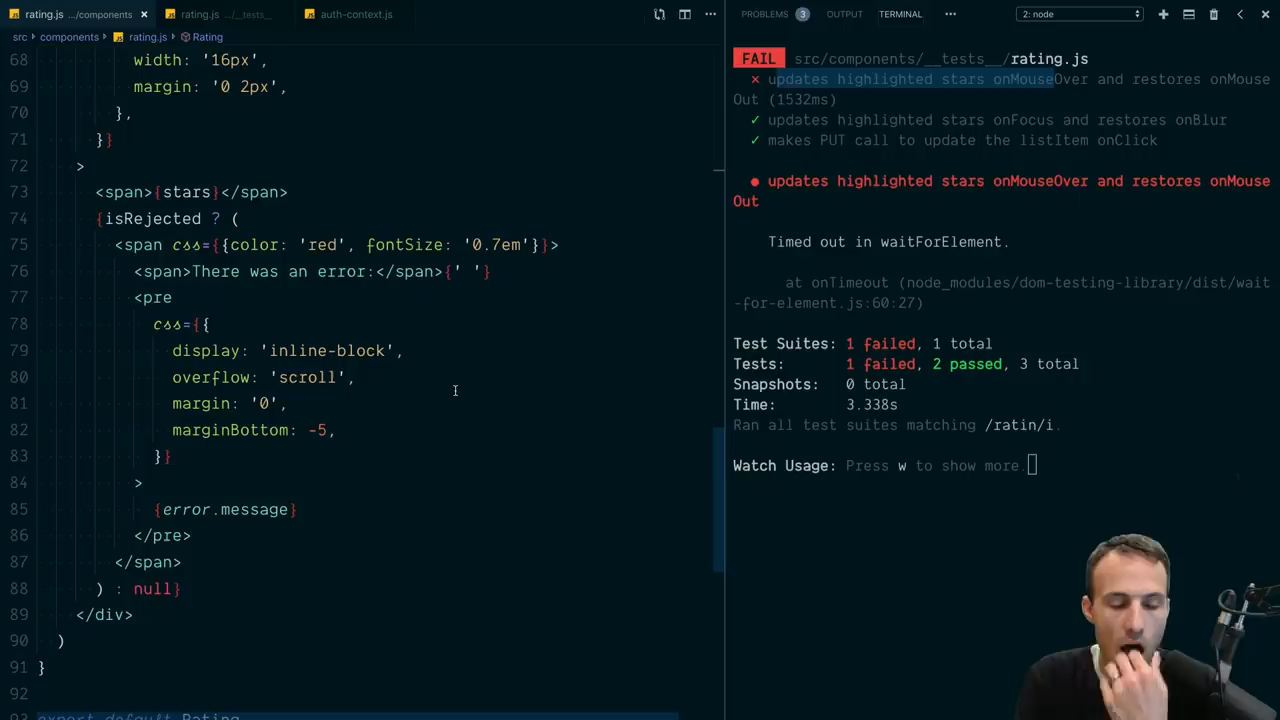 rating.js .../components ×
rating.js .../__tests__
auth-context.js
src > components > rating.js > Rating
68 width: '16px',
69 margin: '0 2px',
70 },
71 }}
72 >
73 <span>{stars}</span>
74 {isRejected ? (
75 <span css={{color: 'red', fontSize: '0.7em'}}>
76 <span>There was an error:</span>{' '}
77 <pre
78 css={{
79 display: 'inline-block',
80 overflow: 'scroll',
81 margin: '0',
82 marginBottom: -5,
83 }}
84 >
85 {error.message}
86 </pre>
87 </span>
88 ) : null}
89 </div>
90 )
91 }
92
93 export default Rating
PROBLEMS 3 OUTPUT TERMINAL ••• 2: node
FAIL src/components/__tests__/rating.js
× updates highlighted stars onMouseOver and restores onMouse
Out (1532ms)
✓ updates highlighted stars onFocus and restores onBlur
✓ makes PUT call to update the listItem onClick
● updates highlighted stars onMouseOver and restores onMouse
Out
Timed out in waitForElement.
at onTimeout (node_modules/dom-testing-library/dist/wait
-for-element.js:60:27)
Test Suites: 1 failed, 1 total
Tests: 1 failed, 2 passed, 3 total
Snapshots: 0 total
Time: 3.338s
Ran all test suites matching /ratin/i.
Watch Usage: Press w to show more.